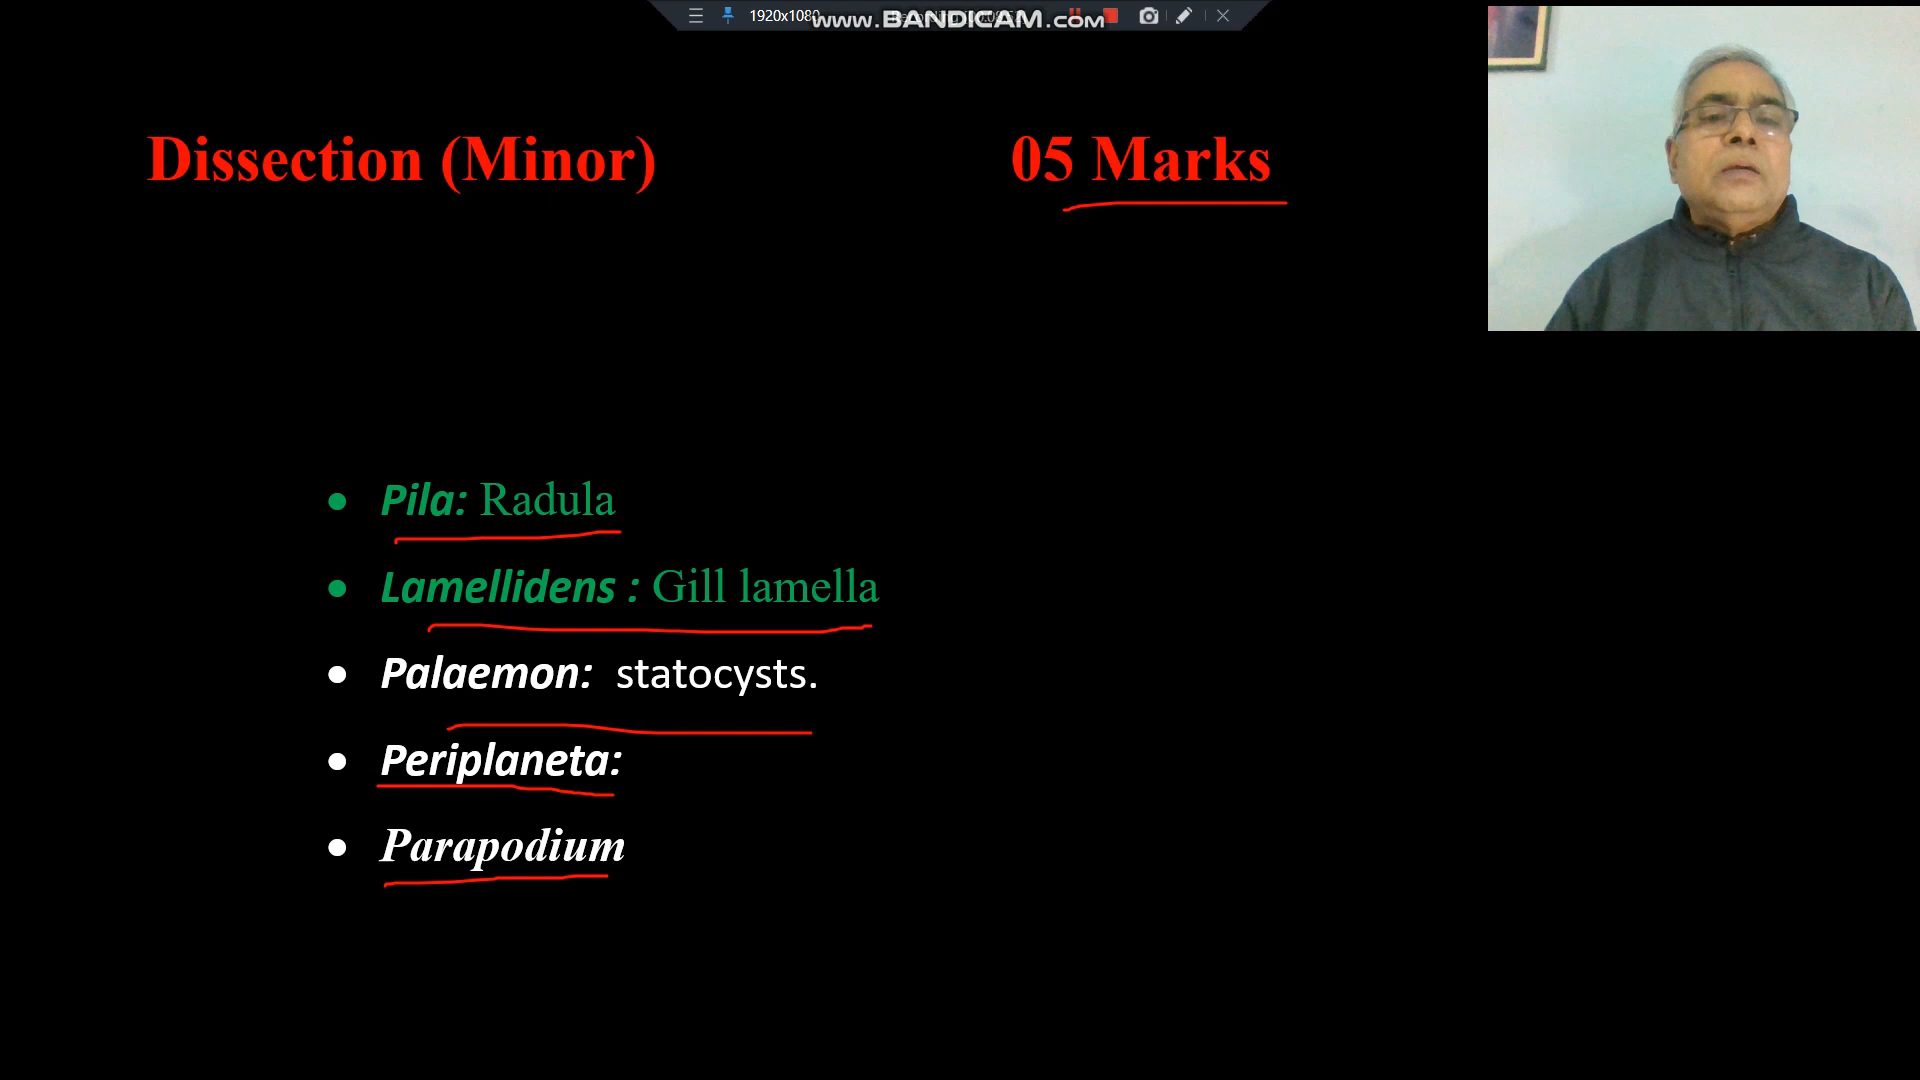 1920x1080
www.BANDICAM.com
Dissection (Minor) 05 Marks
Pila: Radula
Lamellidens : Gill lamella
Palaemon: statocysts.
Periplaneta:
Parapodium